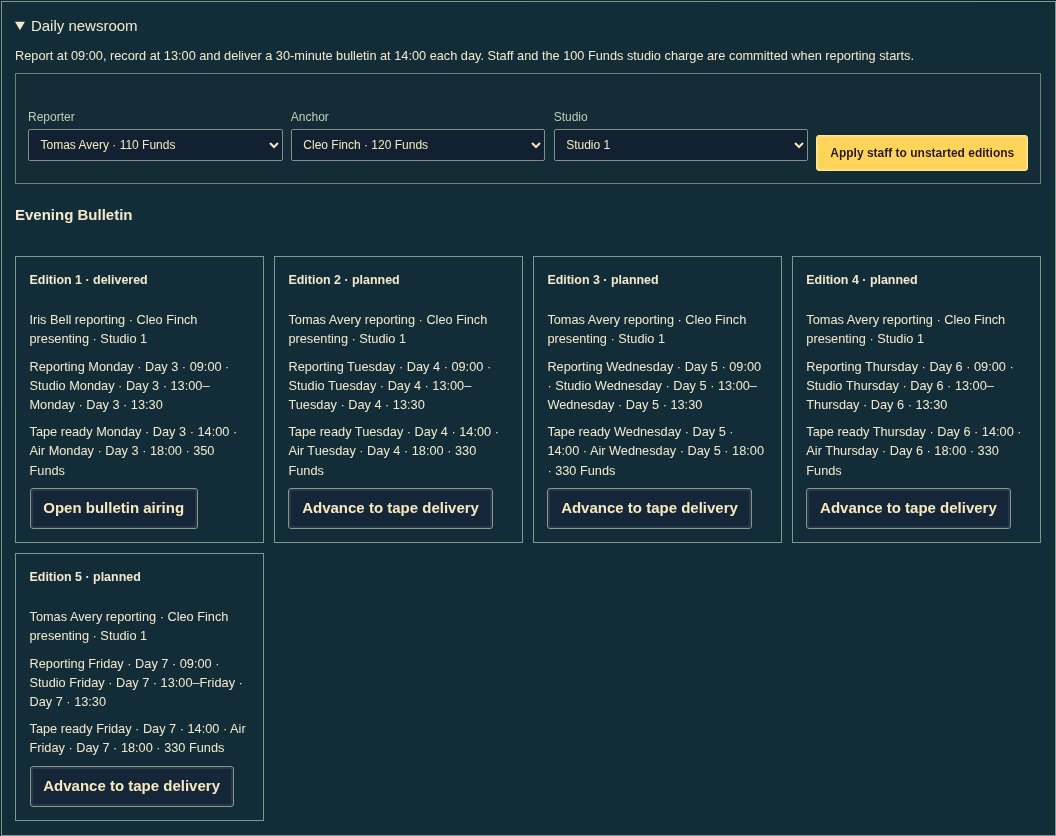 ▼ Daily newsroom
Report at 09:00, record at 13:00 and deliver a 30-minute bulletin at 14:00 each day. Staff and the 100 Funds studio charge are committed when reporting starts.
Reporter
Anchor
Studio
Tomas Avery · 110 Funds
Cleo Finch · 120 Funds
Studio 1
Apply staff to unstarted editions
Evening Bulletin
Edition 1 · delivered
Iris Bell reporting · Cleo Finch
presenting · Studio 1
Reporting Monday · Day 3 · 09:00 ·
Studio Monday · Day 3 · 13:00–
Monday · Day 3 · 13:30
Tape ready Monday · Day 3 · 14:00 ·
Air Monday · Day 3 · 18:00 · 350
Funds
Open bulletin airing
Edition 2 · planned
Tomas Avery reporting · Cleo Finch
presenting · Studio 1
Reporting Tuesday · Day 4 · 09:00 ·
Studio Tuesday · Day 4 · 13:00–
Tuesday · Day 4 · 13:30
Tape ready Tuesday · Day 4 · 14:00 ·
Air Tuesday · Day 4 · 18:00 · 330
Funds
Advance to tape delivery
Edition 3 · planned
Tomas Avery reporting · Cleo Finch
presenting · Studio 1
Reporting Wednesday · Day 5 · 09:00
· Studio Wednesday · Day 5 · 13:00–
Wednesday · Day 5 · 13:30
Tape ready Wednesday · Day 5 ·
14:00 · Air Wednesday · Day 5 · 18:00
· 330 Funds
Advance to tape delivery
Edition 4 · planned
Tomas Avery reporting · Cleo Finch
presenting · Studio 1
Reporting Thursday · Day 6 · 09:00 ·
Studio Thursday · Day 6 · 13:00–
Thursday · Day 6 · 13:30
Tape ready Thursday · Day 6 · 14:00 ·
Air Thursday · Day 6 · 18:00 · 330
Funds
Advance to tape delivery
Edition 5 · planned
Tomas Avery reporting · Cleo Finch
presenting · Studio 1
Reporting Friday · Day 7 · 09:00 ·
Studio Friday · Day 7 · 13:00–Friday ·
Day 7 · 13:30
Tape ready Friday · Day 7 · 14:00 · Air
Friday · Day 7 · 18:00 · 330 Funds
Advance to tape delivery